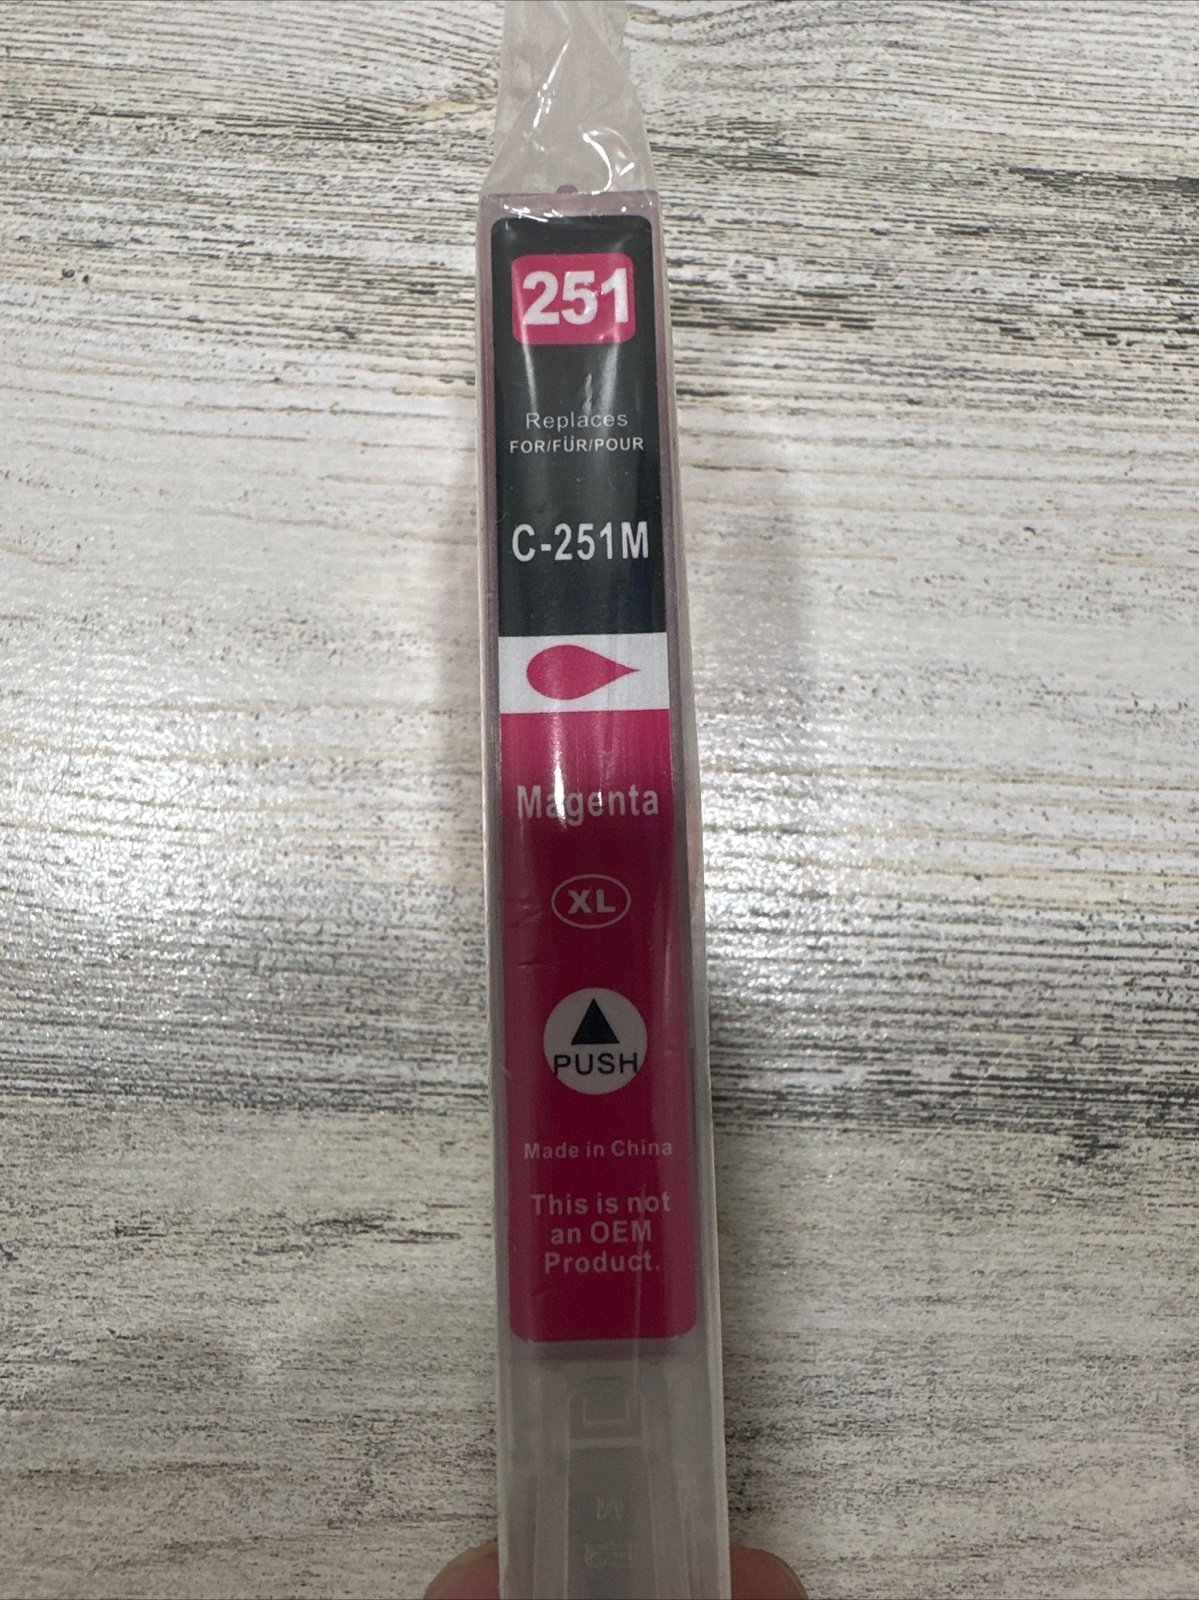 251
Replaces
FOR/FÜR/POUR
C-251M
Magenta
XL
PUSH
Made in China
This is not
an OEM
Product.